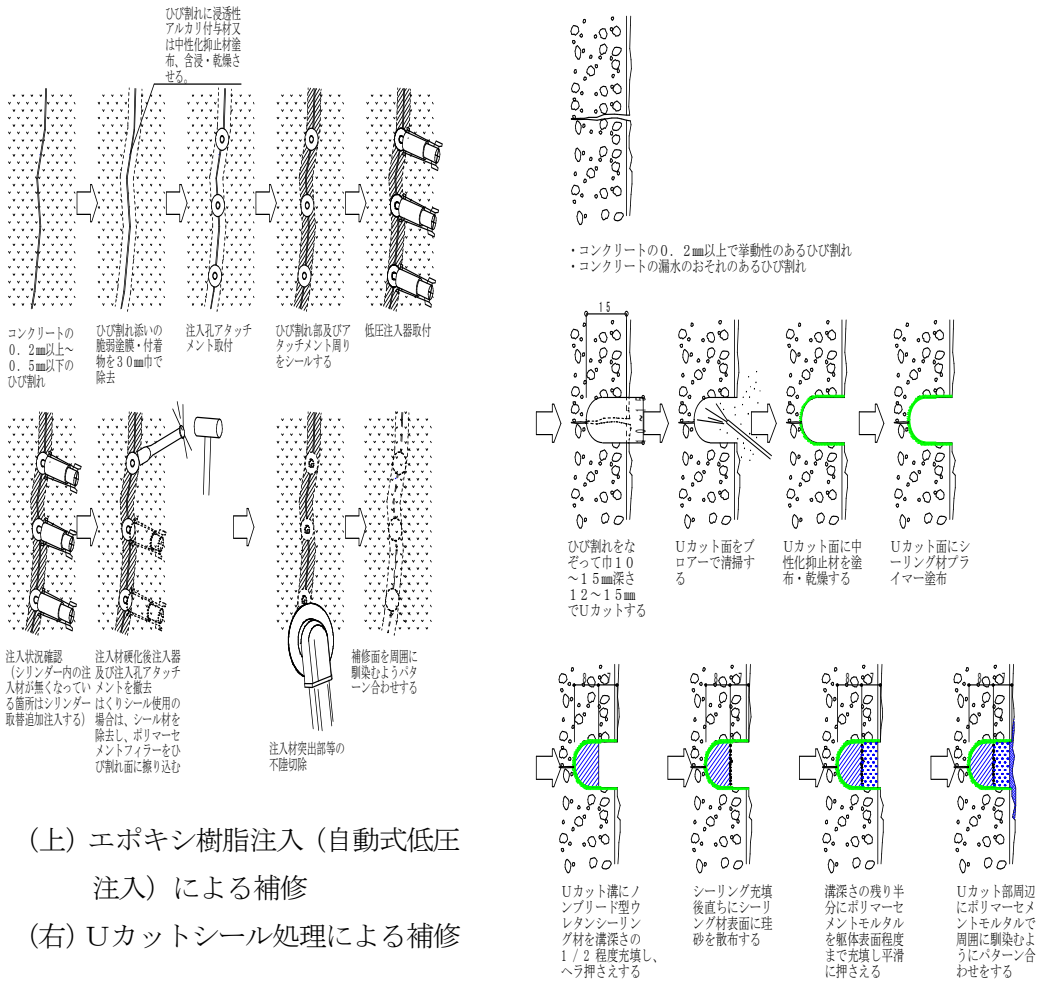 ひび割れに浸透性
アルカリ付与材又
は中性化抑止材塗
布、含浸・乾燥さ
せる。
コンクリートの
０．２㎜以上～
０．５㎜以下の
ひび割れ
ひび割れ添いの
脆弱塗膜・付着
物を３０㎜巾で
除去
注入孔アタッチ
メント取付
ひび割れ部及びア
タッチメント周り
をシールする
低圧注入器取付
注入状況確認
（シリンダー内の注
入材が無くなってい
る箇所はシリンダー
取替追加注入する）
注入材硬化後注入器
及び注入孔アタッチ
メントを撤去
はくりシール使用の
場合は、シール材を
除去し、ポリマーセ
メントフィラーをひ
び割れ面に擦り込む
注入材突出部等の
不陸切除
補修面を周囲に
馴染むようパタ
ーン合わせする
（上）エポキシ樹脂注入（自動式低圧
注入）による補修
（右）Ｕカットシール処理による補修
・コンクリートの０．２㎜以上で挙動性のあるひび割れ
・コンクリートの漏水のおそれのあるひび割れ
１５
ひび割れをな
ぞって巾１０
～１５㎜深さ
１２～１５㎜
でＵカットする
Ｕカット面をブ
ロアーで清掃す
る
Ｕカット面に中
性化抑止材を塗
布・乾燥する
Ｕカット面にシ
ーリング材プラ
イマー塗布
Ｕカット溝にノ
ンブリード型ウ
レタンシーリン
グ材を溝深さの
１/２程度充填し、
ヘラ押さえする
シーリング充填
後直ちにシーリ
ング材表面に珪
砂を散布する
溝深さの残り半
分にポリマーセ
メントモルタル
を躯体表面程度
まで充填し平滑
に押さえる
Ｕカット部周辺
にポリマーセメ
ントモルタルで
周囲に馴染むよ
うにパターン合
わせをする